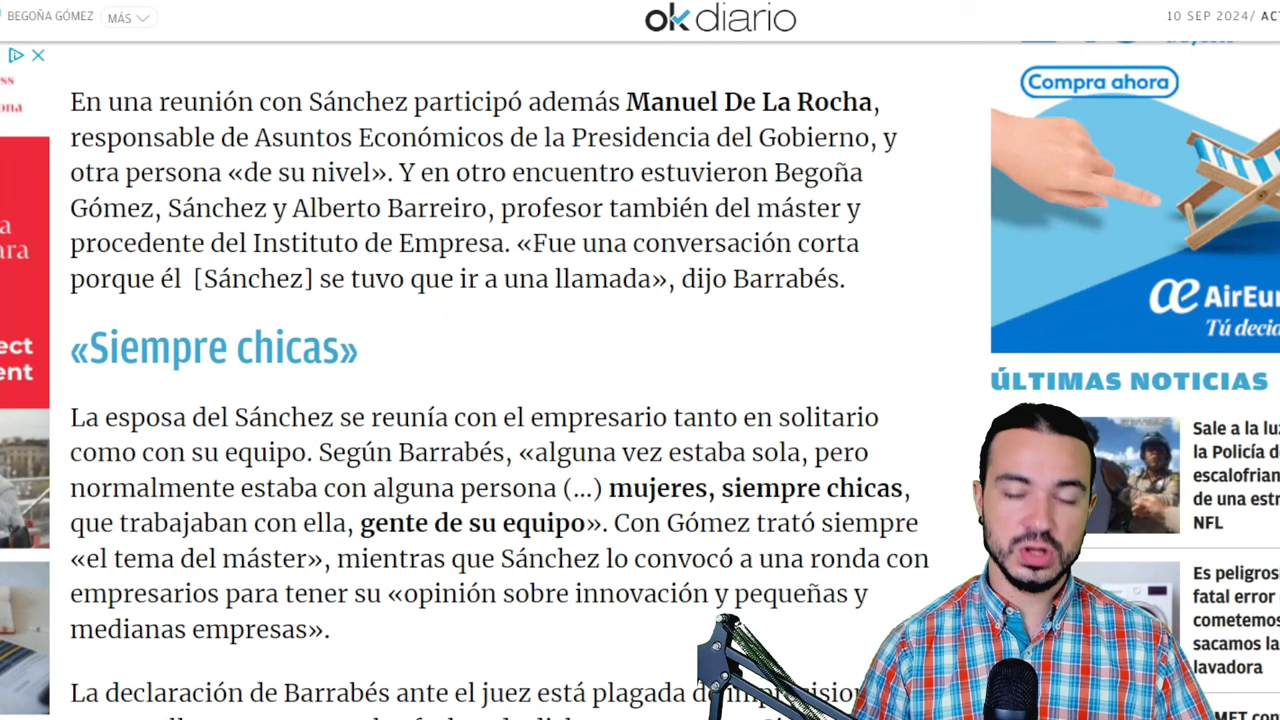 BEGOÑA GÓMEZ
MÁS
okdiario
10 SEP 2024/
En una reunión con Sánchez participó además Manuel De La Rocha,
responsable de Asuntos Económicos de la Presidencia del Gobierno, y
otra persona «de su nivel». Y en otro encuentro estuvieron Begoña
Gómez, Sánchez y Alberto Barreiro, profesor también del máster y
procedente del Instituto de Empresa. «Fue una conversación corta
porque él [Sánchez] se tuvo que ir a una llamada», dijo Barrabés.
«Siempre chicas»
La esposa del Sánchez se reunía con el empresario tanto en solitario
como con su equipo. Según Barrabés, «alguna vez estaba sola, pero
normalmente estaba con alguna persona (...) mujeres, siempre chicas,
que trabajaban con ella, gente de su equipo». Con Gómez trató siempre
«el tema del máster», mientras que Sánchez lo convocó a una ronda con
empresarios para tener su «opinión sobre innovación y pequeñas y
medianas empresas».
La declaración de Barrabés ante el juez está plagada
Compra ahora
Tú
ÚLTIMAS NOTICIAS
Sale a la
la Policía
de una
NFL
Es
fatal error
cometemos
sacamos la
lavadora